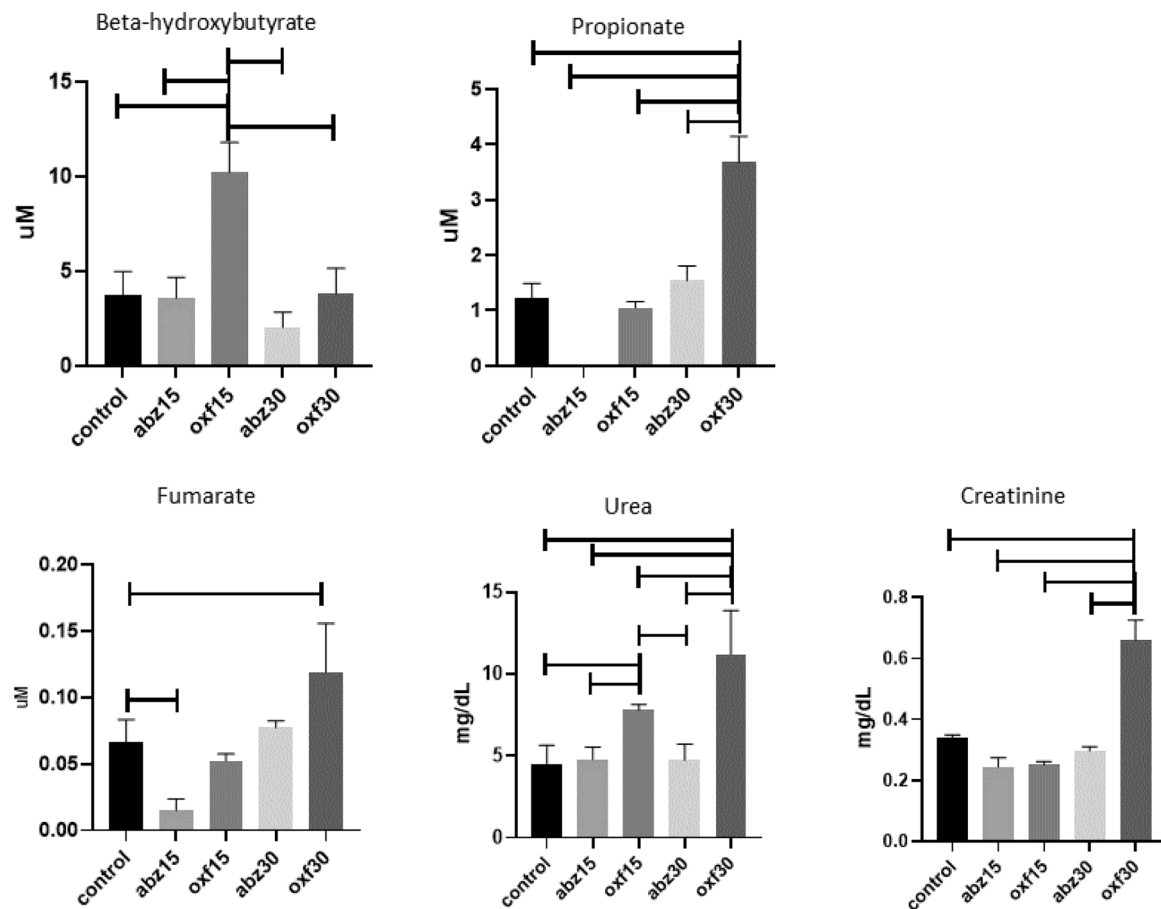 Beta-hydroxybutyrate
15
10
5
0
uM
control
abz15
oxf15
abz30
oxf30
Propionate
5
4
3
2
1
0
uM
control
abz15
oxf15
abz30
oxf30
Fumarate
0.20
0.15
0.10
0.05
0.00
uM
control
abz15
oxf15
abz30
oxf30
Urea
15
10
5
0
mg/dL
control
abz15
oxf15
abz30
oxf30
Creatinine
0.8
0.6
0.4
0.2
0.0
mg/dL
control
abz15
oxf15
abz30
oxf30